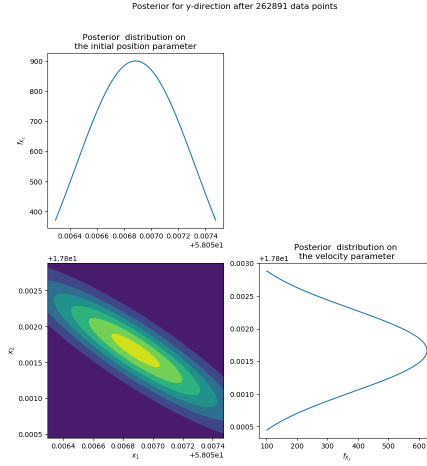 Posterior for y-direction after 262891 data points
Posterior  distribution on
the initial position parameter
900
800
700
600
500
400
f_{X_1}
0.0064 0.0066 0.0068 0.0070 0.0072 0.0074
+5.805e1
+1.78e1
0.0025
0.0020
0.0015
0.0010
0.0005
x_2
0.0064 0.0066 0.0068 0.0070 0.0072 0.0074
+5.805e1
x_1
Posterior  distribution on
the velocity parameter
+1.78e1
0.0030
0.0025
0.0020
0.0015
0.0010
0.0005
100 200 300 400 500 600